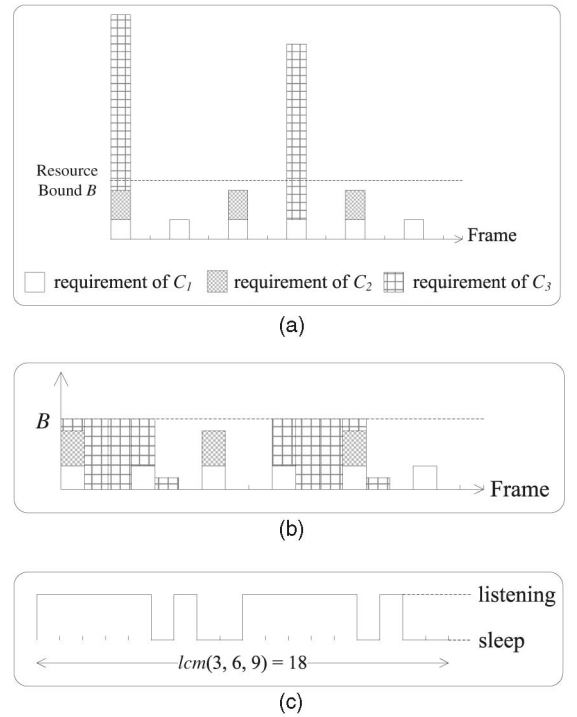 Resource
Bound B
Frame
requirement of C1 requirement of C2 requirement of C3
(a)
B
Frame
(b)
listening
sleep
lcm(3, 6, 9) = 18
(c)